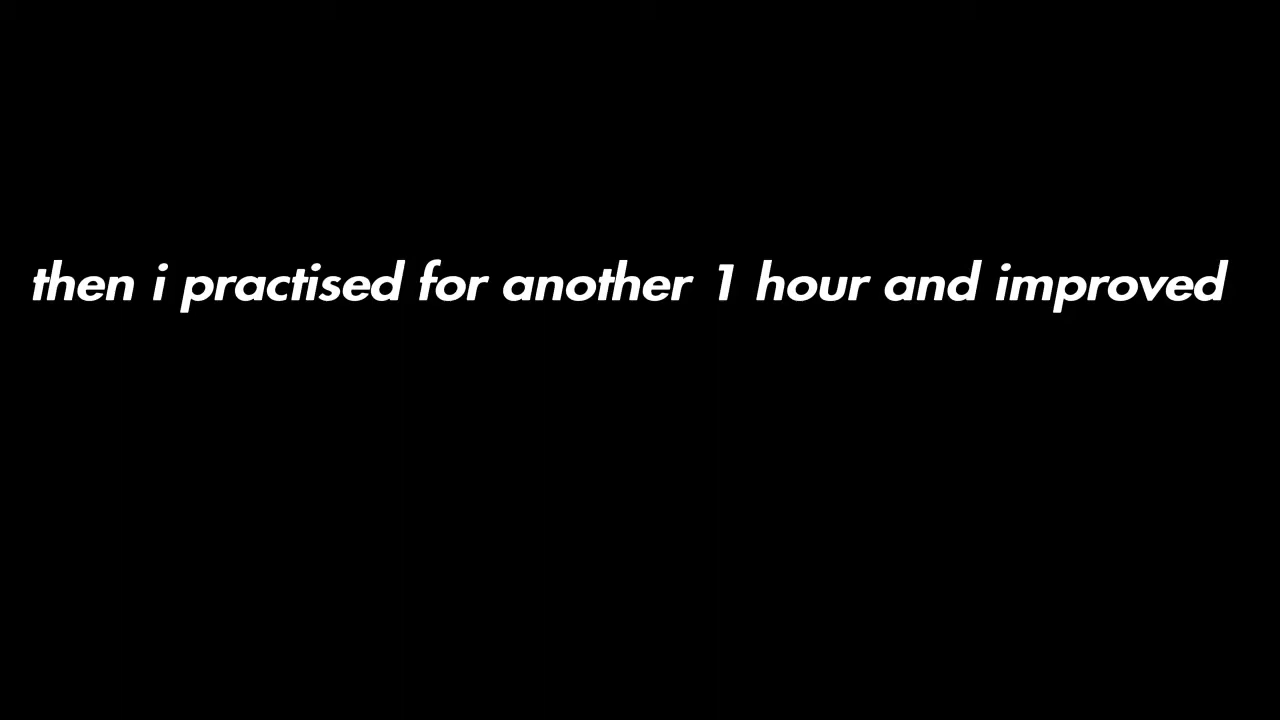 then i practised for another 1 hour and improved